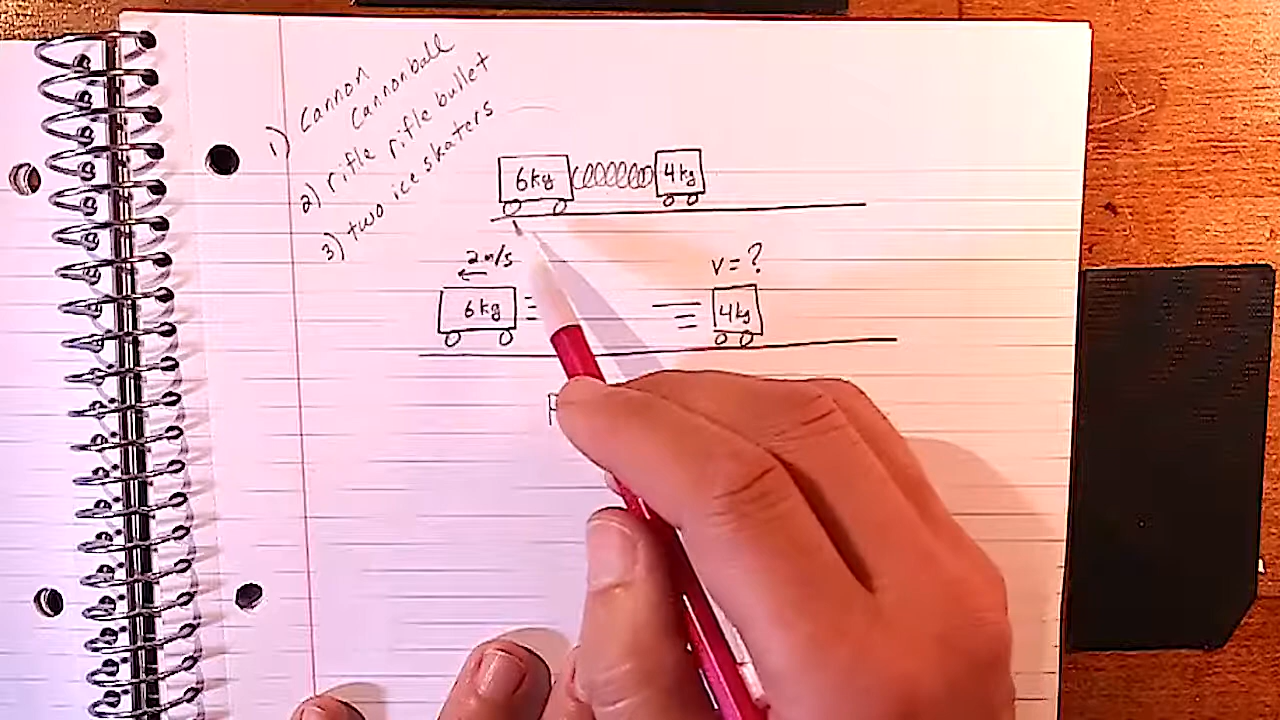 1) Cannon
Cannonball
2) rifle rifle bullet
3) two ice skaters
6kg 4kg
2m/s v=?
6kg 4kg